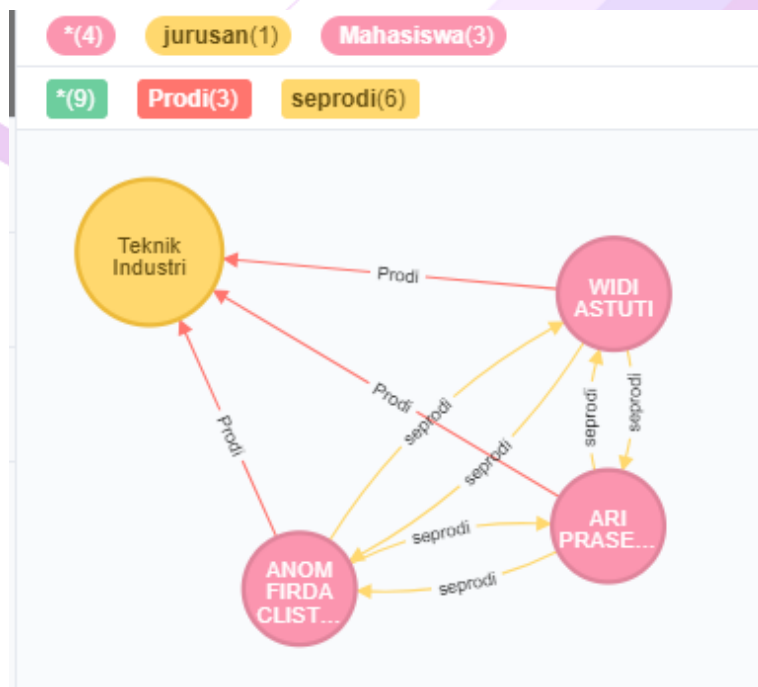 *(4) jurusan(1) Mahasiswa(3)
*(9) Prodi(3) seprodi(6)
Teknik
Industri
Prodi
WIDI
ASTUTI
Prodi
seprodi
seprodi
seprodi
Prodi
seprodi
seprodi
ARI
PRASE...
seprodi
ANOM
FIRDA
CLIST...